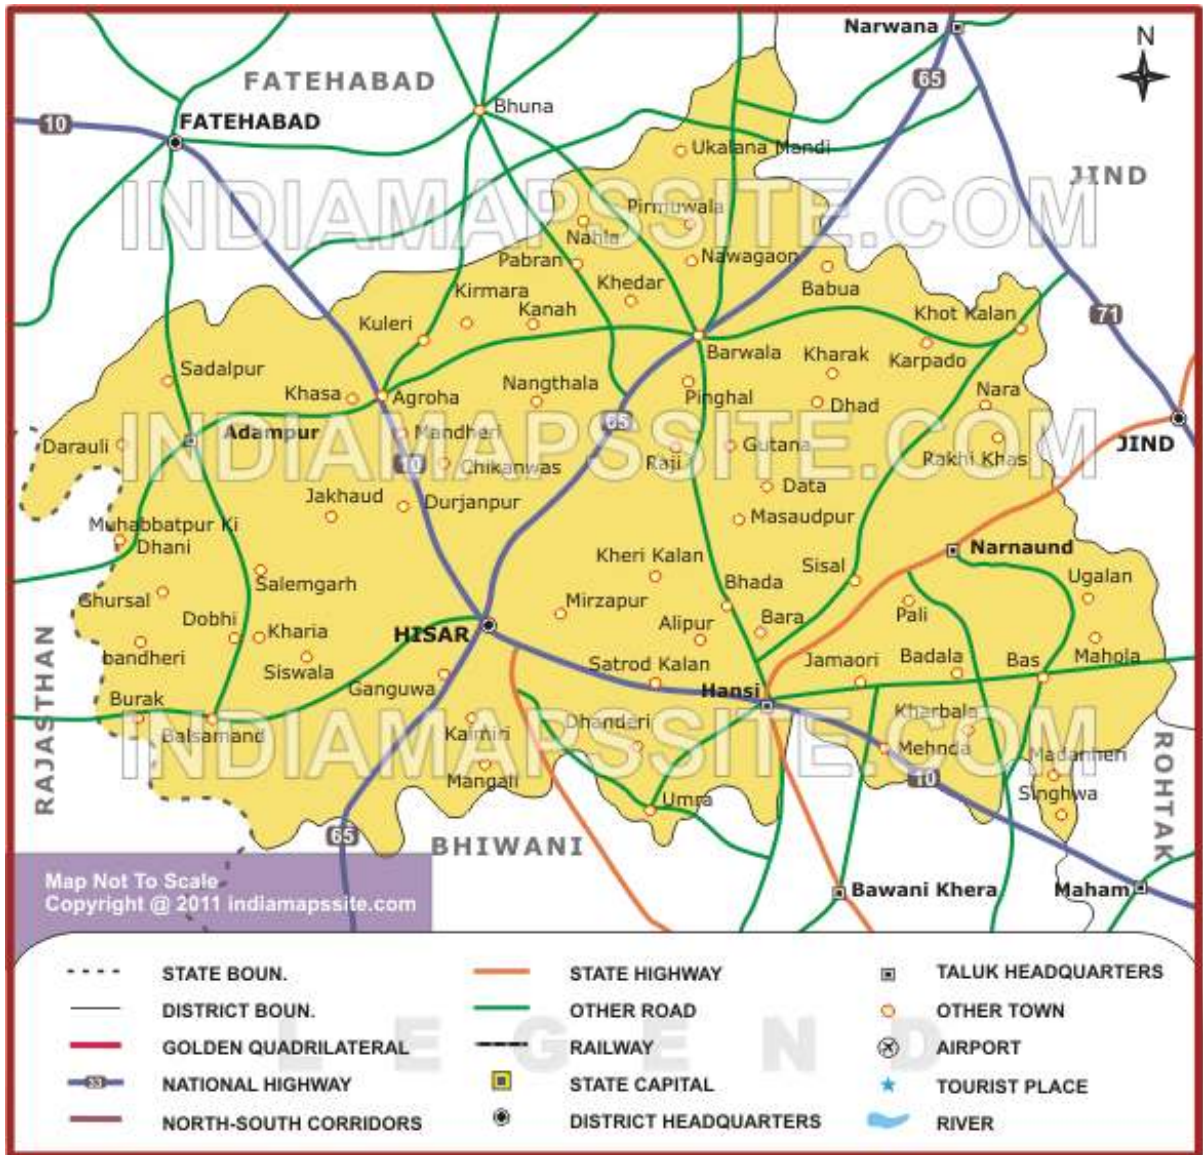 Narwana
N
65
FATEHABAD
Bhuna
10
FATEHABAD
Ukalana Mandi
JIND
INDIAMAPSSITE.COM
Pirmuwala
Nahla
Pabran
Nawagaon
Khedar
Babua
Kirmara
Kanah
Kuleri
Khot Kalan
71
Barwala
Karpado
Kharak
Sadalpur
Khasa
Agroha
Nangthala
Pinghal
Dhad
Nara
65
Adampur
Mandheri
Darauli
INDIAMAPSSITE.COM
Gutana
JIND
10
Chikanwas
Raji
Rakhi Khas
Jakhaud
Durjanpur
Data
Masaudpur
Muhabbatpur Ki
Dhani
Narnaund
Kheri Kalan
Sisal
Salemgarh
Bhada
Ugalan
Ghursal
Mirzapur
Pali
Dobhi
Kharia
HISAR
Alipur
Bara
bandheri
Siswala
Satrod Kalan
Jamaori
Badala
Bas
Mahola
RAJASTHAN
Ganguwa
Hansi
Burak
Kharbala
Balsamand
Kaimiri
Dhanderi
INDIAMAPSSITE.COM
Mehnda
Madanheri
Mangali
10
Singhwa
ROHTAK
Umra
65
BHIWANI
Map Not To Scale
Copyright @ 2011 indiamapssite.com
Bawani Khera
Maham
LEGEND
STATE BOUN.
STATE HIGHWAY
TALUK HEADQUARTERS
DISTRICT BOUN.
OTHER ROAD
OTHER TOWN
GOLDEN QUADRILATERAL
RAILWAY
AIRPORT
33
NATIONAL HIGHWAY
STATE CAPITAL
TOURIST PLACE
NORTH-SOUTH CORRIDORS
DISTRICT HEADQUARTERS
RIVER